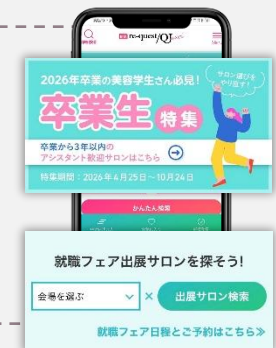 re-quest/QJ
2026年卒業の美容学生さん必見!
サロン選びを
やり直す!
卒業生 特集
卒業から3年以内の
アシスタント歓迎サロンはこちら
特集期間：2026年4月25日～10月24日
かんたん検索
就職フェア出展サロンを探そう!
会場を選ぶ
×
出展サロン検索
就職フェア日程とご予約はこちら≫